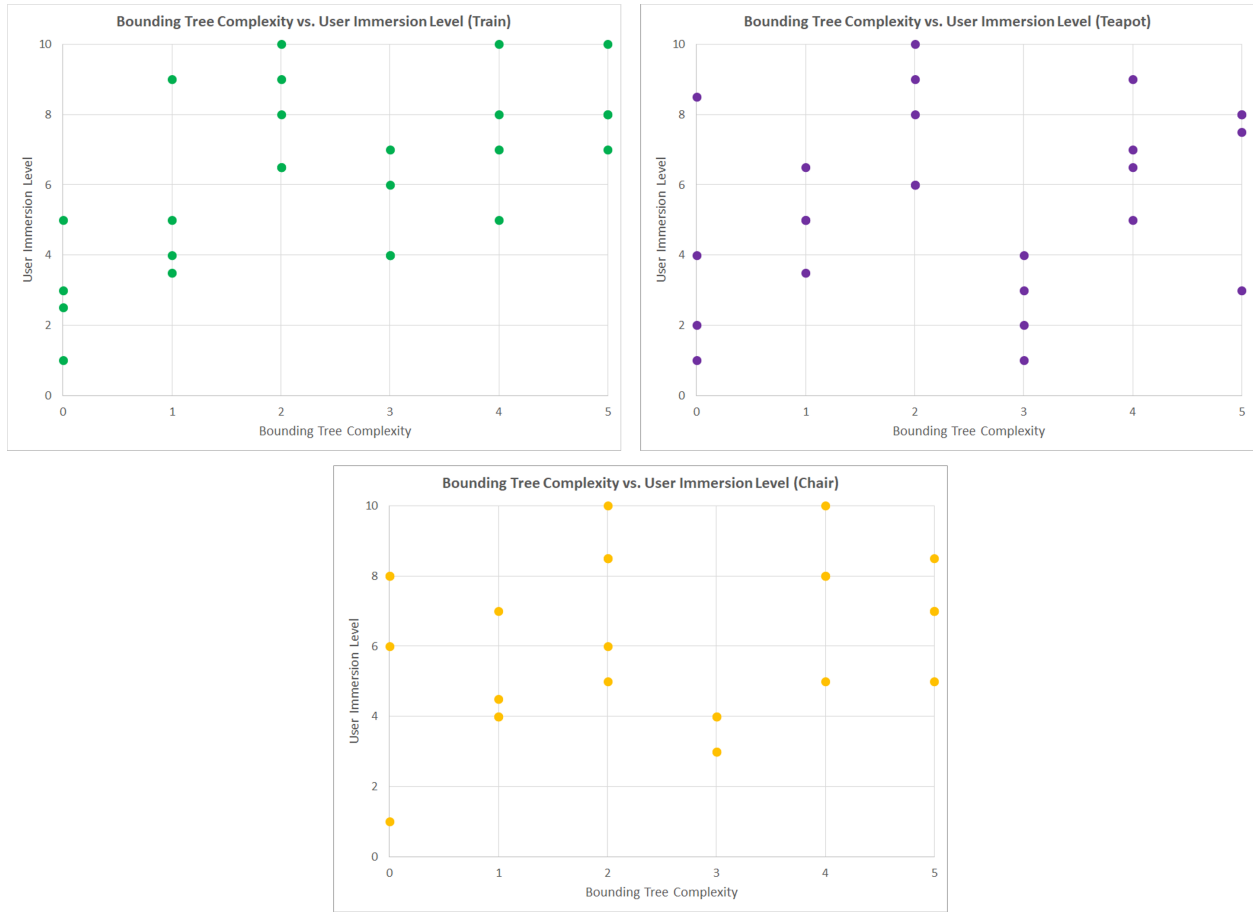 Bounding Tree Complexity vs. User Immersion Level (Train)
10
8
6
4
2
0
User Immersion Level
0 1 2 3 4 5
Bounding Tree Complexity
Bounding Tree Complexity vs. User Immersion Level (Teapot)
10
8
6
4
2
0
User Immersion Level
0 1 2 3 4 5
Bounding Tree Complexity
Bounding Tree Complexity vs. User Immersion Level (Chair)
10
8
6
4
2
0
User Immersion Level
0 1 2 3 4 5
Bounding Tree Complexity